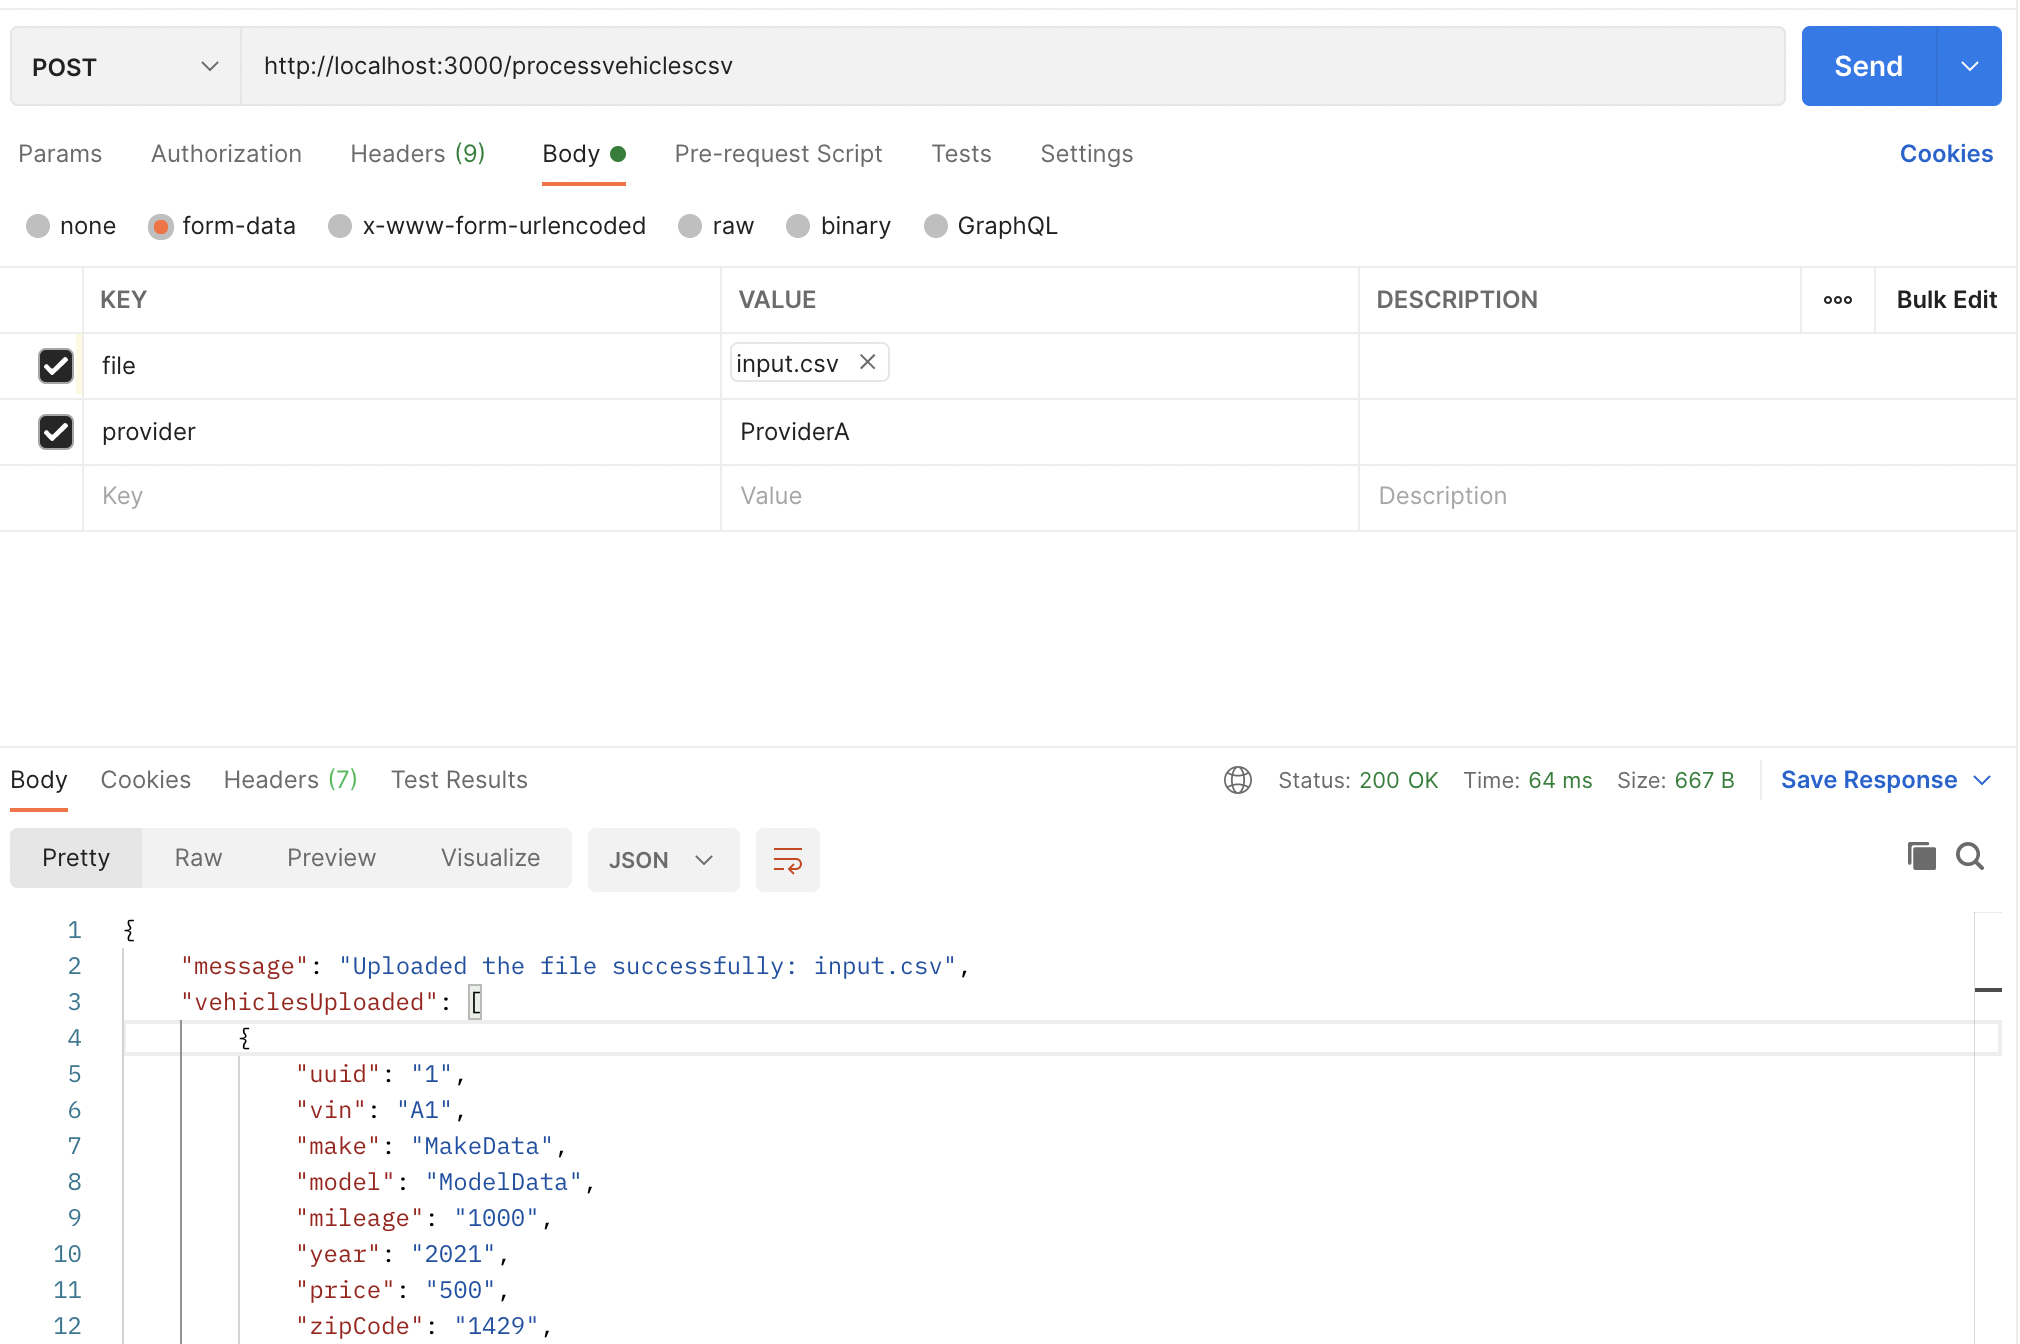 POST http://localhost:3000/processvehiclescsv Send
Params Authorization Headers (9) Body Pre-request Script Tests Settings Cookies
none form-data x-www-form-urlencoded raw binary GraphQL
KEY VALUE DESCRIPTION Bulk Edit
file input.csv
provider ProviderA
Key Value Description
Body Cookies Headers (7) Test Results Status: 200 OK Time: 64 ms Size: 667 B Save Response
Pretty Raw Preview Visualize JSON
1 {
2 "message": "Uploaded the file successfully: input.csv",
3 "vehiclesUploaded": [
4 {
5 "uuid": "1",
6 "vin": "A1",
7 "make": "MakeData",
8 "model": "ModelData",
9 "mileage": "1000",
10 "year": "2021",
11 "price": "500",
12 "zipCode": "1429",